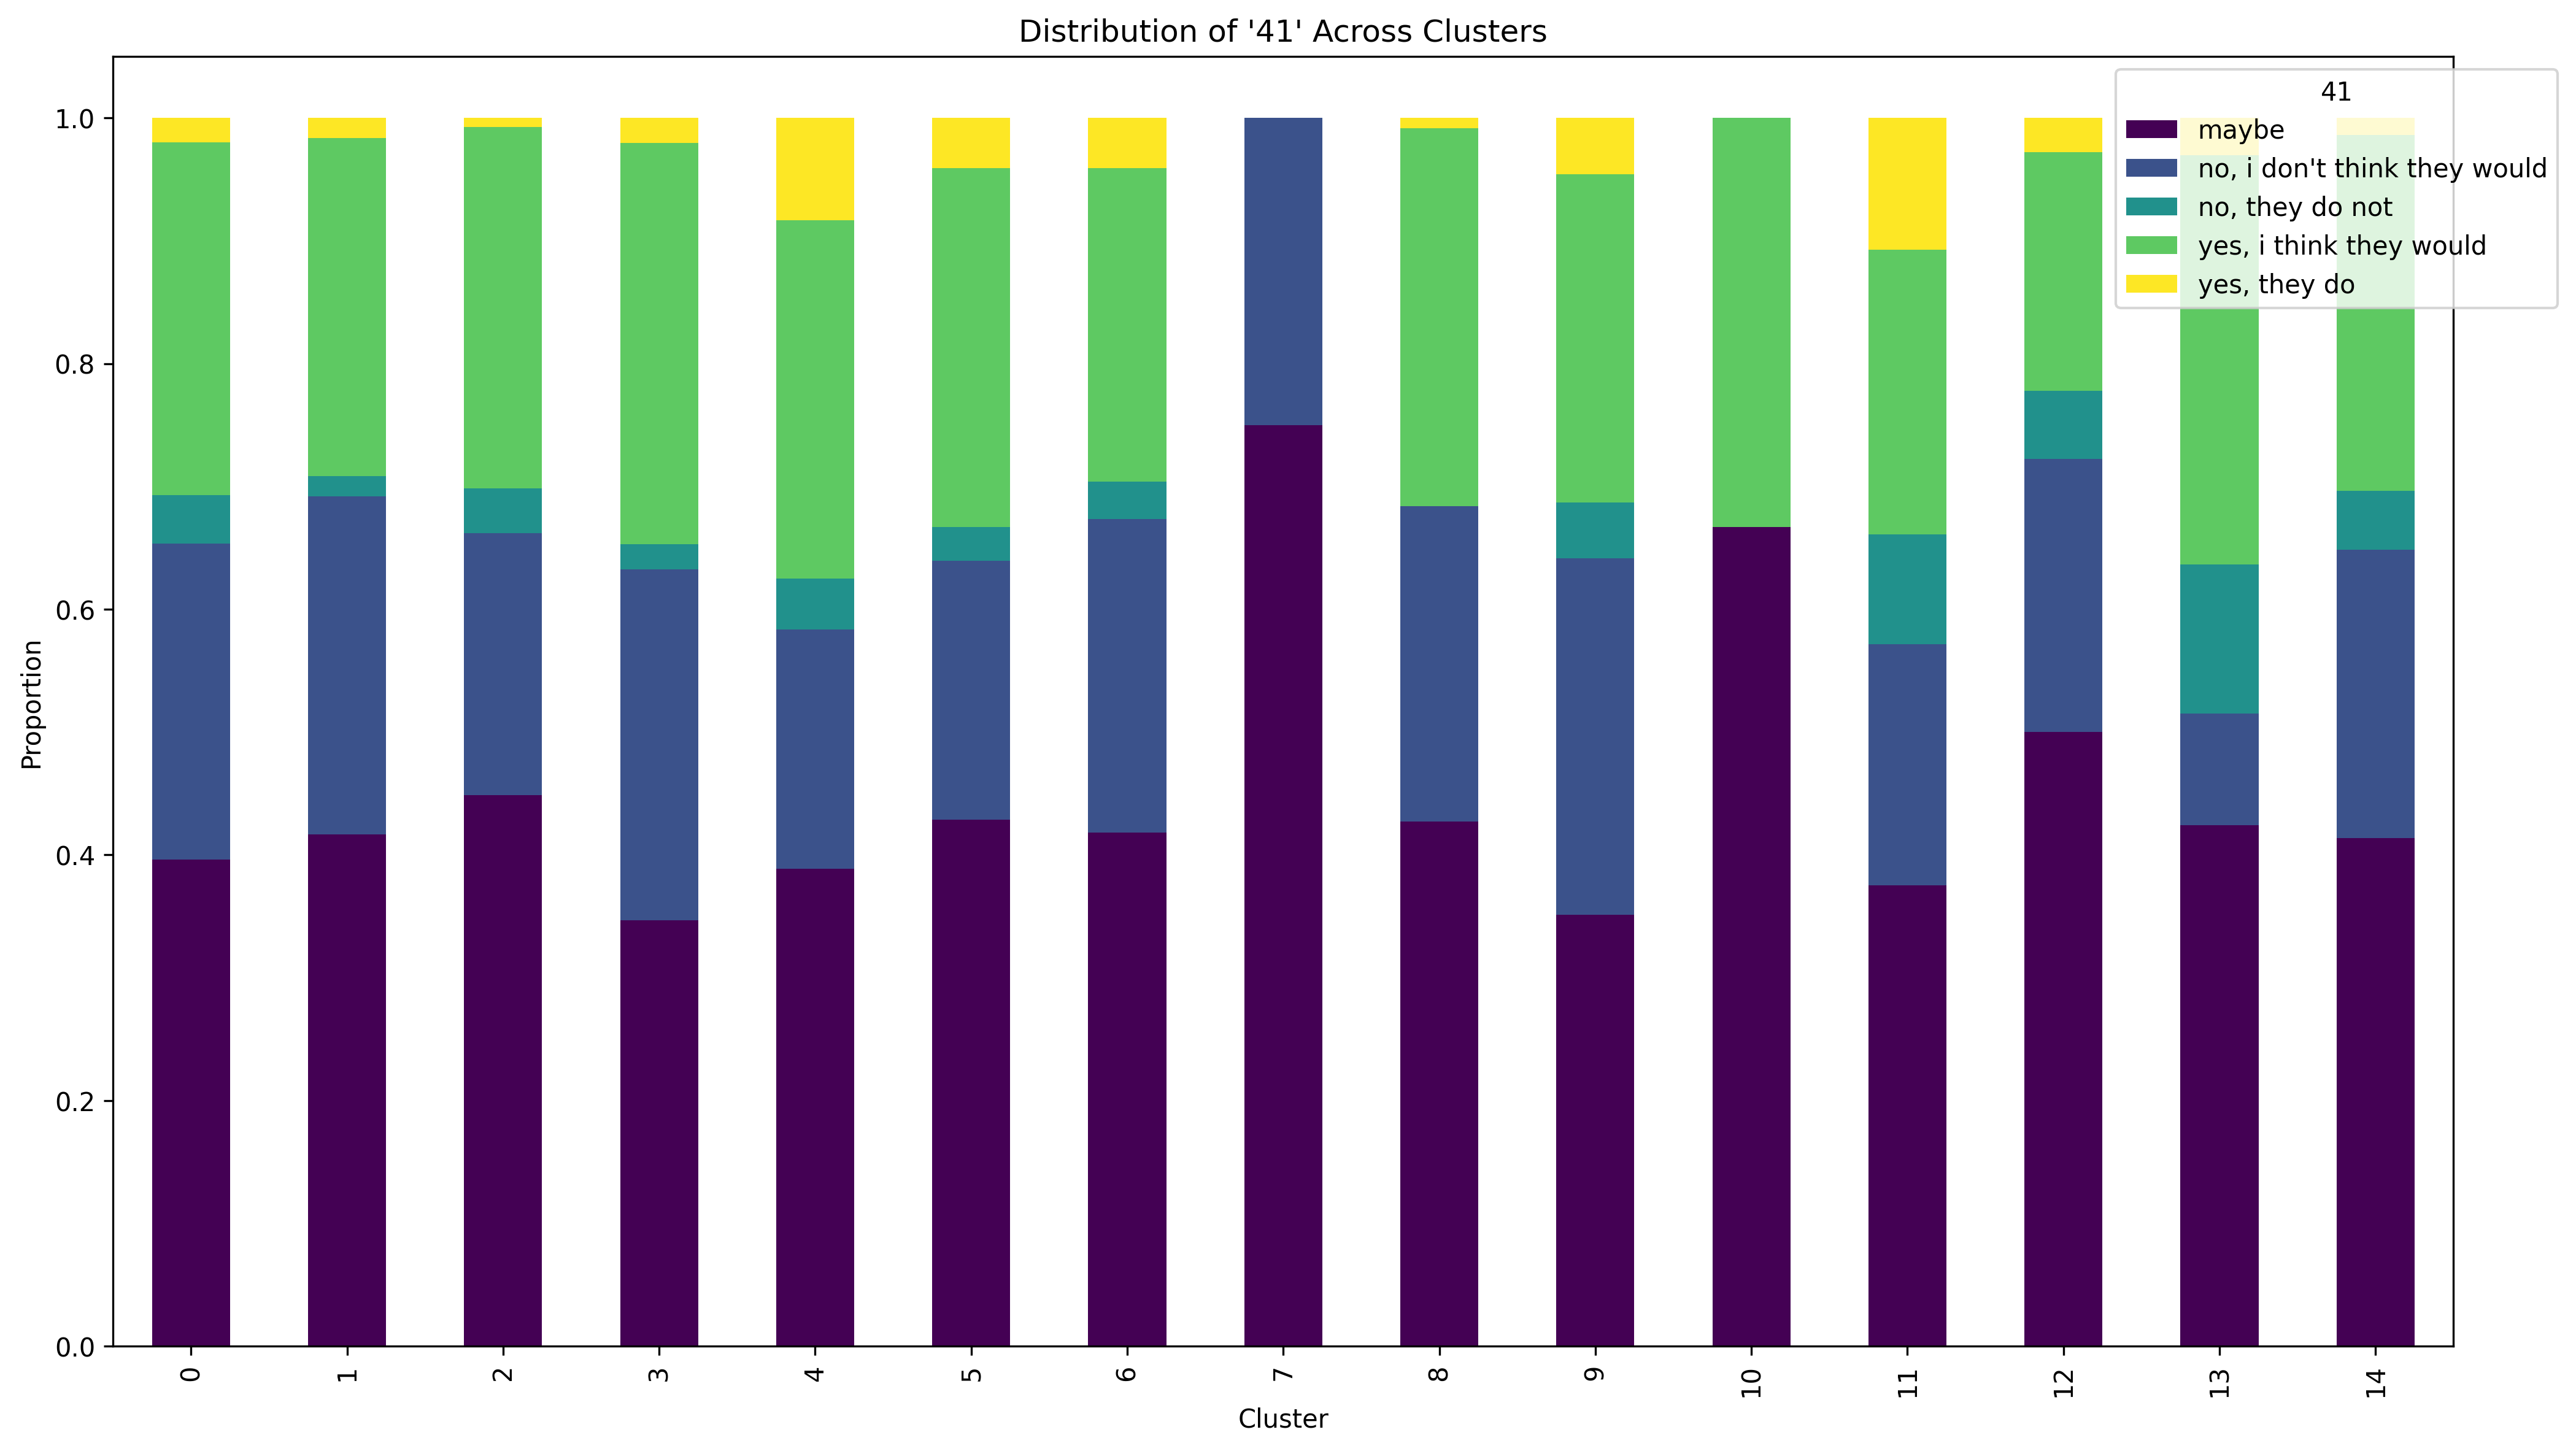 Distribution of '41' Across Clusters
41
maybe
no, i don't think they would
no, they do not
yes, i think they would
yes, they do
1.0
0.8
0.6
0.4
0.2
0.0
Proportion
0 1 2 3 4 5 6 7 8 9 10 11 12 13 14
Cluster